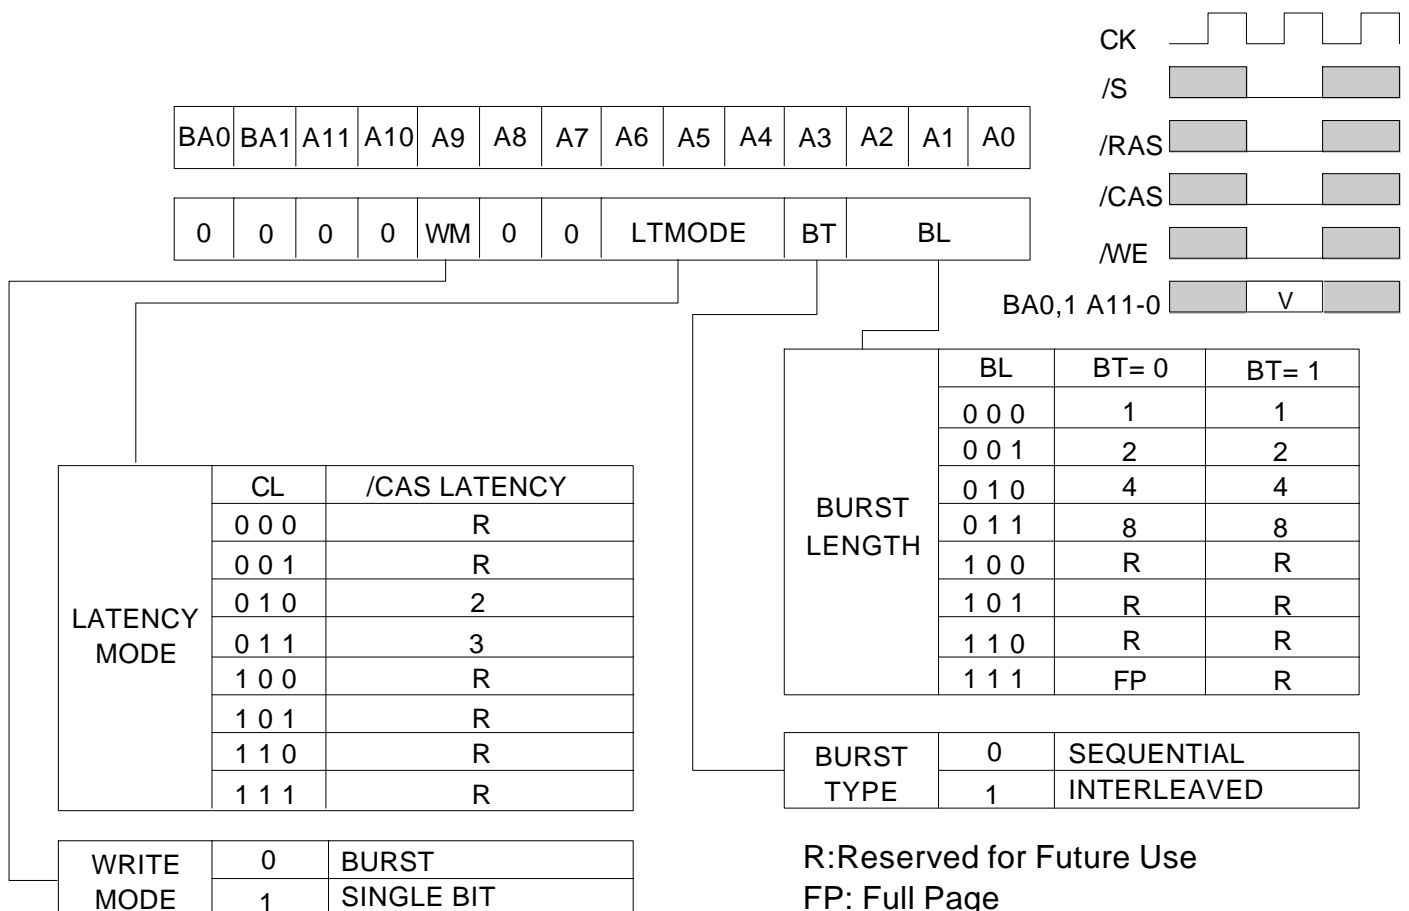 CK
/S
/RAS
/CAS
/WE
BA0,1 A11-0 V
BA0 BA1 A11 A10 A9 A8 A7 A6 A5 A4 A3 A2 A1 A0
0 0 0 0 WM 0 0 LTMODE BT BL
BURST LENGTH
BL BT= 0 BT= 1
0 0 0 1 1
0 0 1 2 2
0 1 0 4 4
0 1 1 8 8
1 0 0 R R
1 0 1 R R
1 1 0 R R
1 1 1 FP R
LATENCY MODE
CL /CAS LATENCY
0 0 0 R
0 0 1 R
0 1 0 2
0 1 1 3
1 0 0 R
1 0 1 R
1 1 0 R
1 1 1 R
BURST TYPE
0 SEQUENTIAL
1 INTERLEAVED
WRITE MODE
0 BURST
1 SINGLE BIT
R:Reserved for Future Use
FP: Full Page